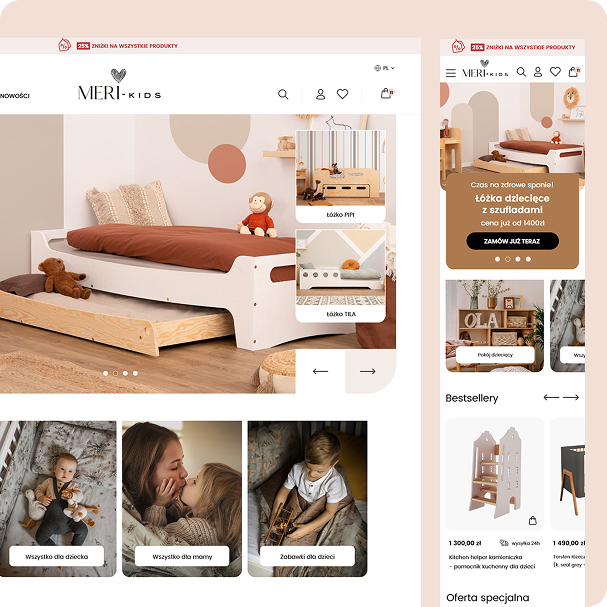 25% ZNIŻKI NA WSZYSTKIE PRODUKTY
PL
MERI-KIDS
NOWOŚCI
Łóżko PIPI
Łóżko TILA
Wszystko dla dziecka
Wszystko dla mamy
Zabawki dla dzieci
25% ZNIŻKI NA WSZYSTKIE PRODUKTY
MERI-KIDS
Czas na zdrowe spanie!
Łóżka dziecięce
z szufladami
cena już od 1400zł
ZAMÓW JUŻ TERAZ
OLA
Pokój dziecięcy
Wszy
Bestsellery
1 300,00 zł
wysyłka 24h
1 490,00 zł
Kitchen helper kamieniczka
- pomocnik kuchenny dla dzieci
(k. seal grey -
Oferta specjalna